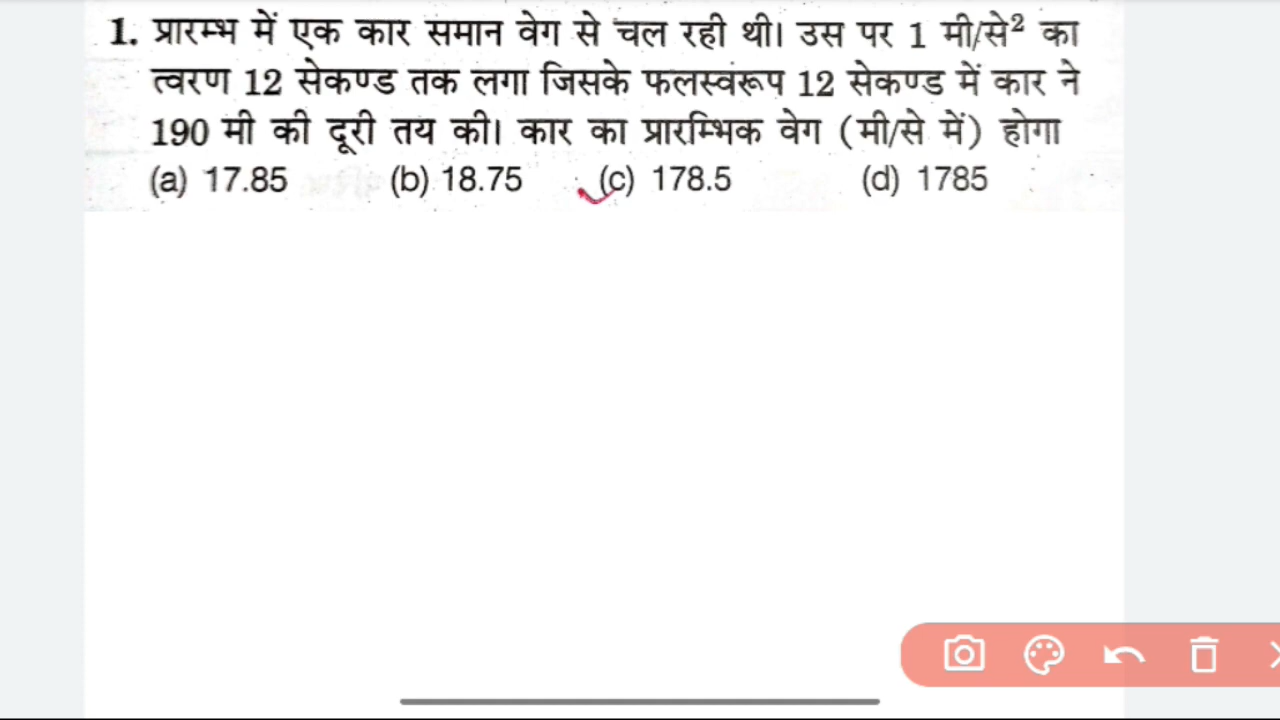 1. प्रारम्भ में एक कार समान वेग से चल रही थी। उस पर 1 मी/से² का
त्वरण 12 सेकण्ड तक लगा जिसके फलस्वरूप 12 सेकण्ड में कार ने
190 मी की दूरी तय की। कार का प्रारम्भिक वेग (मी/से में) होगा
(a) 17.85 (b) 18.75 (c) 178.5 (d) 1785